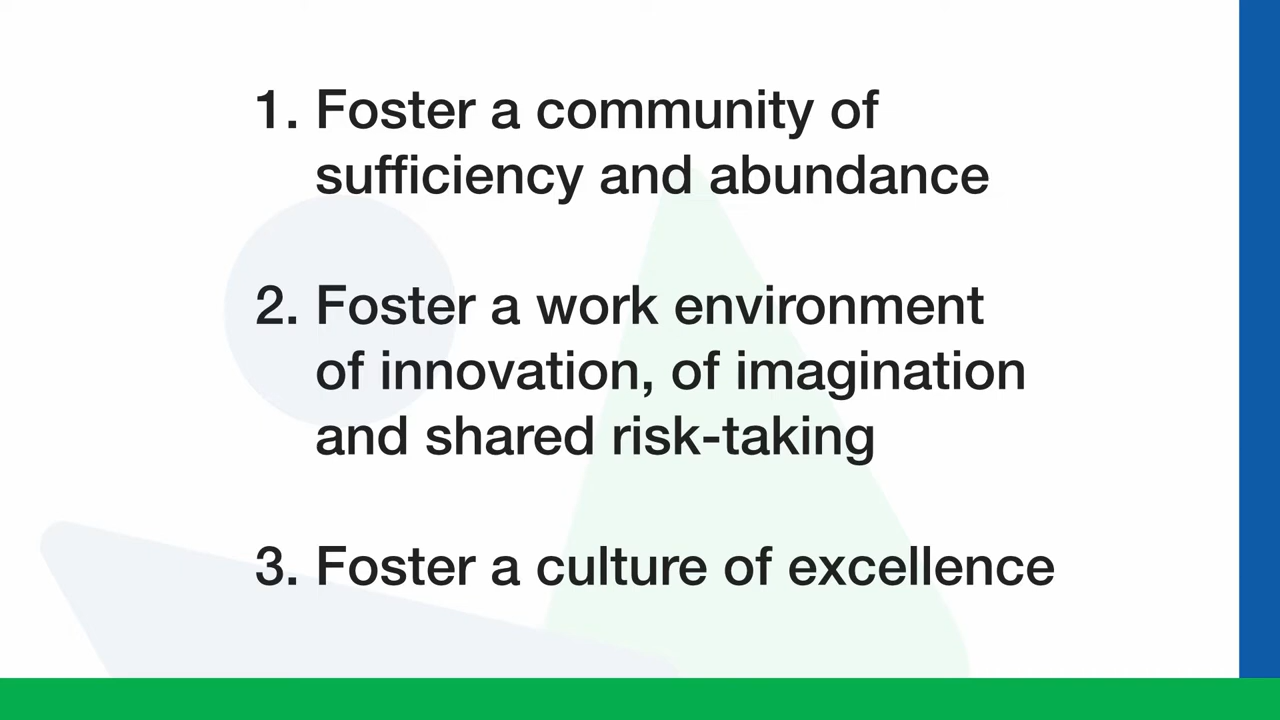 1. Foster a community of
sufficiency and abundance
2. Foster a work environment
of innovation, of imagination
and shared risk-taking
3. Foster a culture of excellence